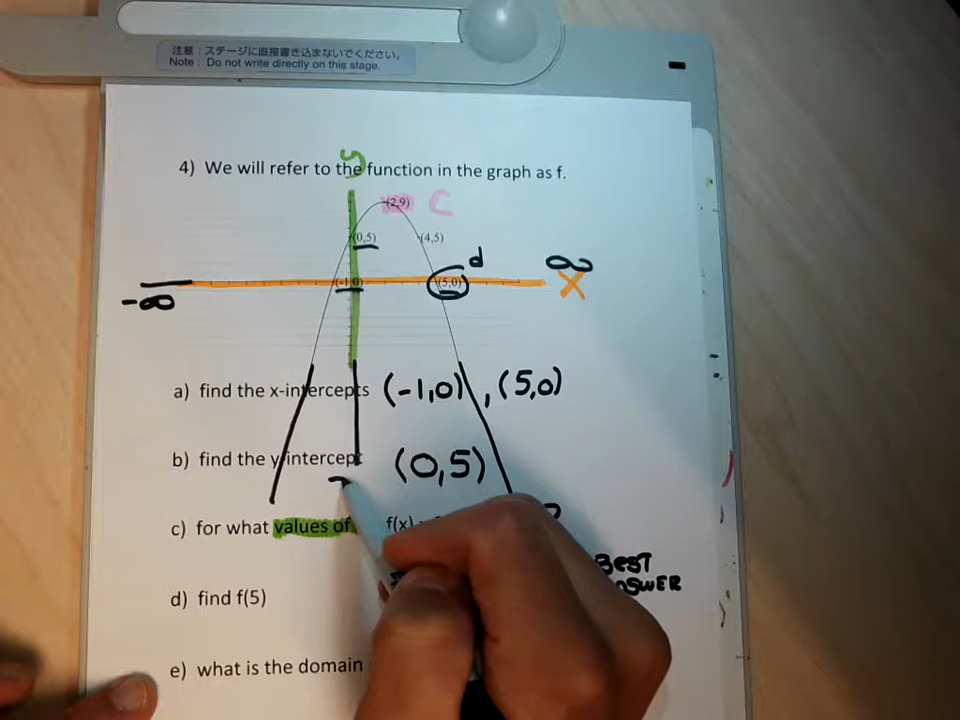 注意：ステージに直接書き込まないでください。
Note : Do not write directly on this stage.
4) We will refer to the function in the graph as f.
y
(2,9) C
(0,5) (4,5)
d
-∞ (-1,0) (5,0) ∞
X
a) find the x-intercepts (-1,0), (5,0)
b) find the y intercept (0,5)
c) for what values of f(x)
BEST
d) find f(5)
e) what is the domain